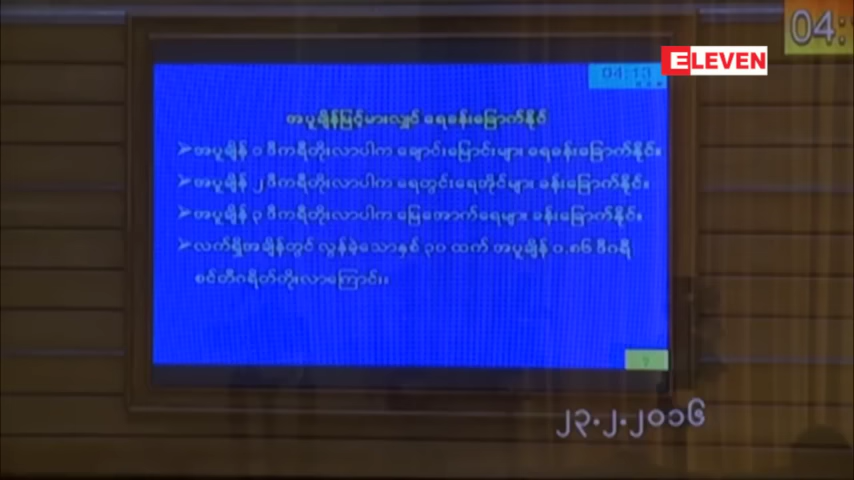 04:
ELEVEN
04:13
အပူချိန်မြင့်မားလျှင် ရေခန်းခြောက်နိုင်
➢အပူချိန် ၁ ဒီဂရီတိုးလာပါက ချောင်းမြောင်းများ ရေခန်းခြောက်နိုင်။
➢အပူချိန် ၂ ဒီဂရီတိုးလာပါက ရေတွင်းရေအိုင်များ ခန်းခြောက်နိုင်။
➢အပူချိန် ၃ ဒီဂရီတိုးလာပါက မြေအောက်ရေများ ခန်းခြောက်နိုင်။
➢လက်ရှိအချိန်တွင် လွန်ခဲ့သောနှစ် ၃၀ ထက် အပူချိန် ၀.၈၆ ဒီဂရီ
စင်တီဂရိတ်တိုးလာကြောင်း။
၂၃.၂.၂၀၁၆